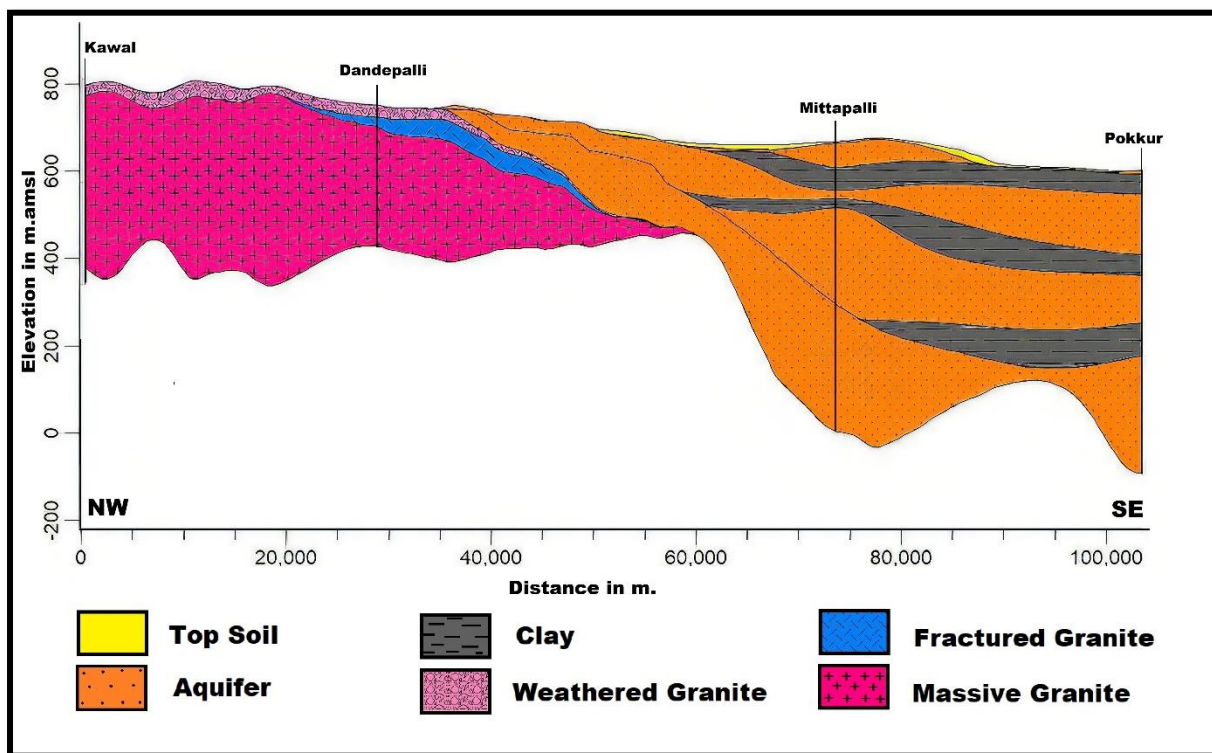 Kawal
Dandepalli
Mittapalli
Pokkur
Elevation in m.amsl
800
600
400
200
0
-200
NW
SE
0
20,000
40,000
60,000
80,000
100,000
Distance in m.
Top Soil
Clay
Fractured Granite
Aquifer
Weathered Granite
Massive Granite